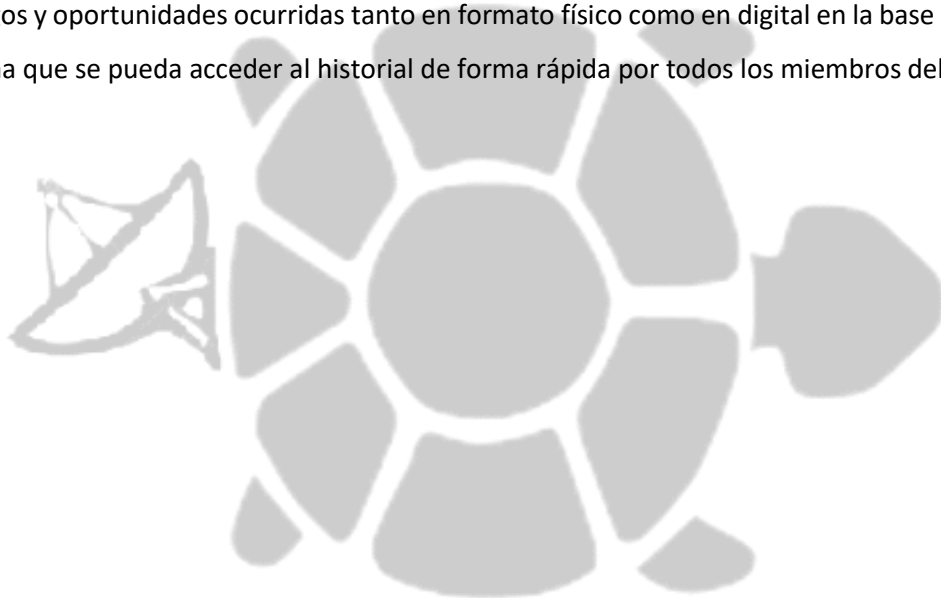 os y oportunidades ocurridas tanto en formato físico como en digital en la base
a que se pueda acceder al historial de forma rápida por todos los miembros del